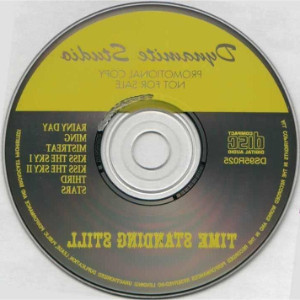 Dynamite Studio
PROMOTIONAL COPY
NOT FOR SALE
RAINY DAY
MING
MISTREAT
KISS THE SKY I
KISS THE SKY II
THIRD
STARS
COMPACT
disc
DIGITAL AUDIO
DS95R025
TIME STANDING STILL